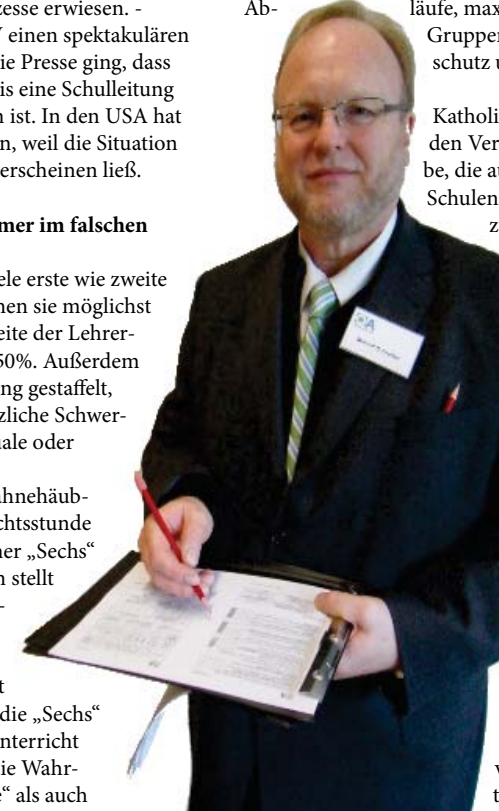 zesse erwiesen. -
einen spektakulären
ie Presse ging, dass
is eine Schulleitung
n ist. In den USA hat
n, weil die Situation
erscheinen ließ.
mer im falschen
ele erste wie zweite
nen sie möglichst
eite der Lehrer-
50%. Außerdem
ng gestaffelt,
zliche Schwer-
uale oder
ahnehäub-
chtsstunde
ner „Sechs“
n stellt
-
t
die „Sechs“
nterricht
ie Wahr-
“ als auch
Ab-
läufe, max
Gruppen
schutz u
Katholi
den Ver
be, die au
Schulen
z
v
t